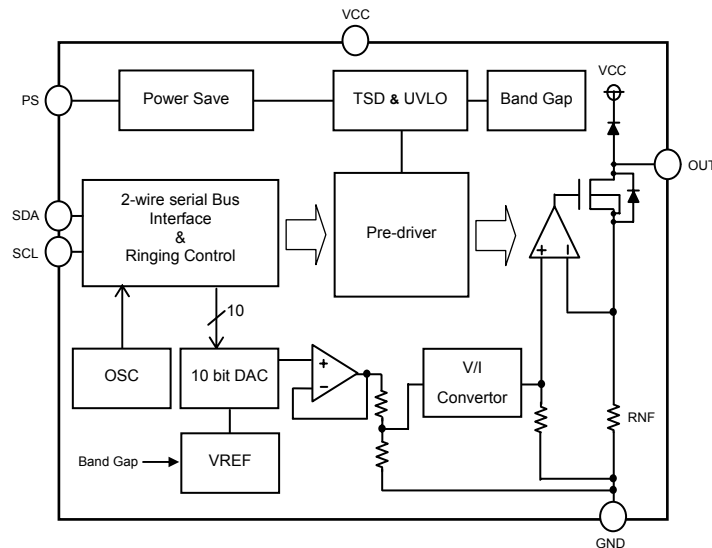 VCC
VCC
PS
Power Save
TSD & UVLO
Band Gap
OUT
SDA
SCL
2-wire serial Bus
Interface
&
Ringing Control
Pre-driver
+
–
10
OSC
10 bit DAC
+
–
V/I
Convertor
RNF
Band Gap
VREF
GND